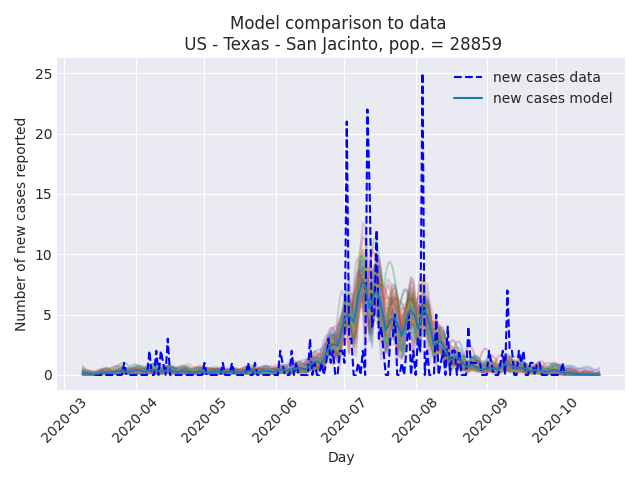 Model comparison to data
US - Texas - San Jacinto, pop. = 28859
new cases data
new cases model
Number of new cases reported
25
20
15
10
5
0
2020-03
2020-04
2020-05
2020-06
2020-07
2020-08
2020-09
2020-10
Day